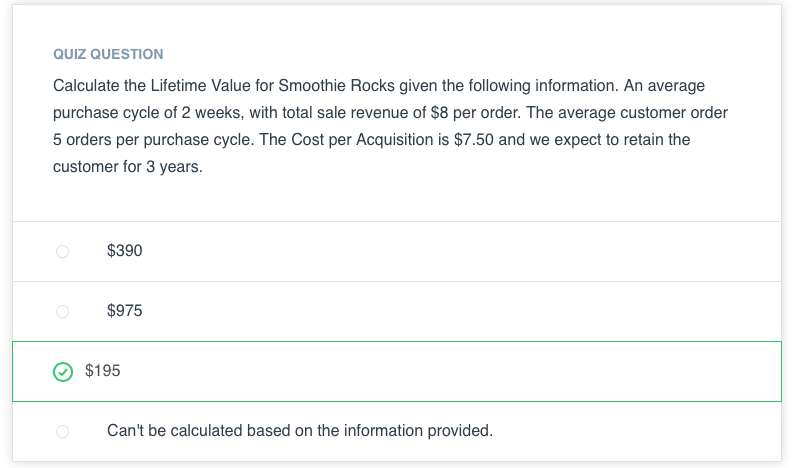 QUIZ QUESTION
Calculate the Lifetime Value for Smoothie Rocks given the following information. An average
purchase cycle of 2 weeks, with total sale revenue of $8 per order. The average customer order
5 orders per purchase cycle. The Cost per Acquisition is $7.50 and we expect to retain the
customer for 3 years.
$390
$975
$195
Can't be calculated based on the information provided.